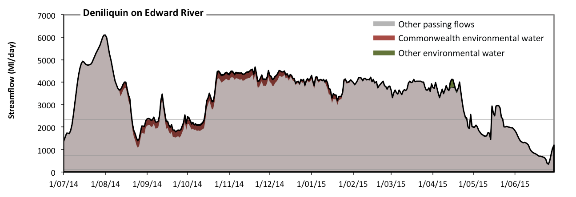 Deniliquin on Edward River
Streamflow (Ml/day)
7000
6000
5000
4000
3000
2000
1000
0
Other passing flows
Commonwealth environmental water
Other environmental water
1/07/14 1/08/14 1/09/14 1/10/14 1/11/14 1/12/14 1/01/15 1/02/15 1/03/15 1/04/15 1/05/15 1/06/15